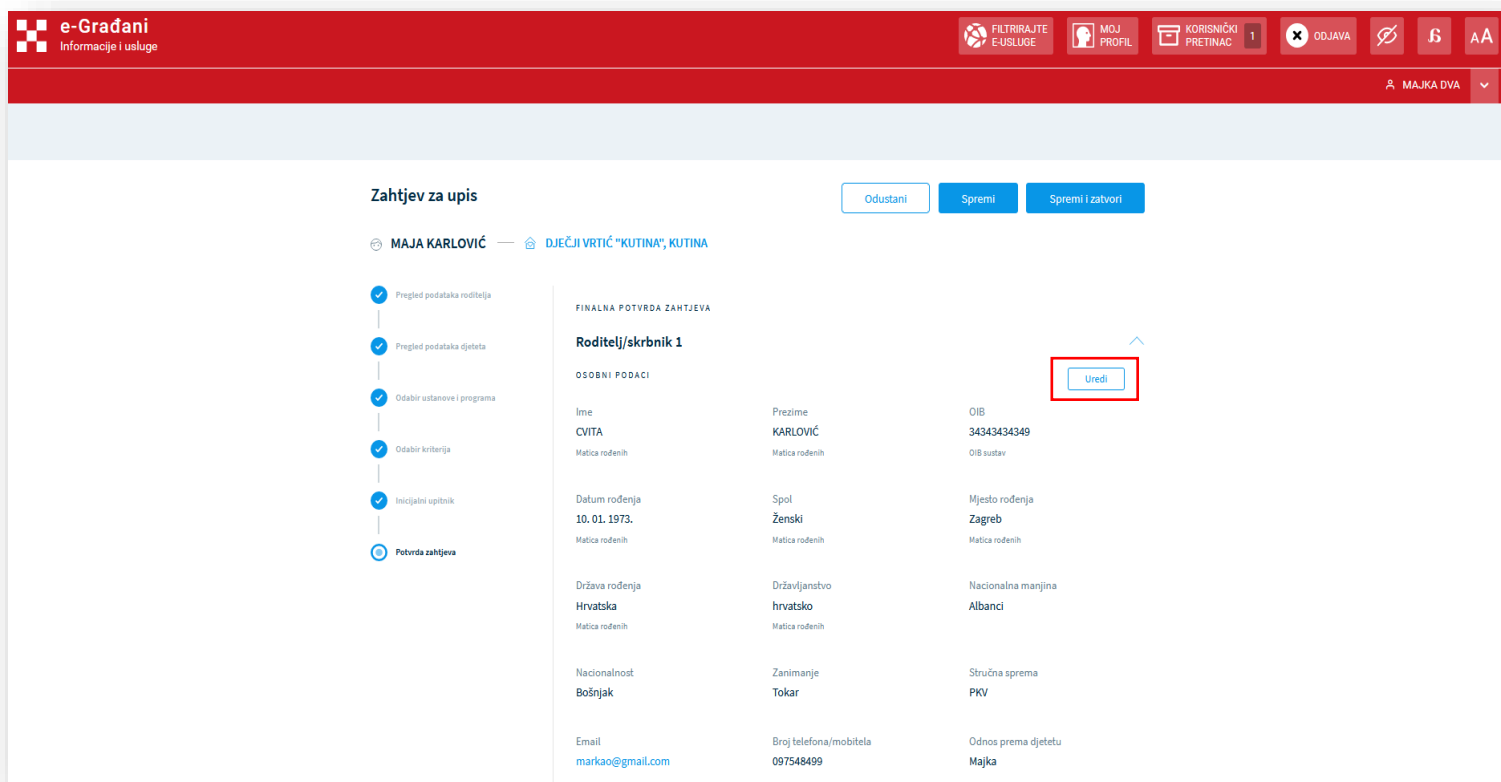 e-Građani
Informacije i usluge
FILTRIRAJTE
E-USLUGE
MOJ
PROFIL
KORISNIČKI
PRETINAC
1
ODJAVA
AA
MAJKA DVA
Zahtjev za upis
Odustani
Spremi
Spremi i zatvori
MAJA KARLOVIĆ — DJEČJI VRTIĆ "KUTINA", KUTINA
Pregled podataka roditelja
Pregled podataka djeteta
Odabir ustanove i programa
Odabir kriterija
Inicijalni upitnik
Potvrda zahtjeva
FINALNA POTVRDA ZAHTJEVA
Roditelj/skrbnik 1
OSOBNI PODACI
Uredi
Ime Prezime OIB
CVITA KARLOVIĆ 34343434349
Matica rođenih Matica rođenih OIB sustav
Datum rođenja Spol Mjesto rođenja
10. 01. 1973. Ženski Zagreb
Matica rođenih Matica rođenih Matica rođenih
Država rođenja Državljanstvo Nacionalna manjina
Hrvatska hrvatsko Albanci
Matica rođenih Matica rođenih
Nacionalnost Zanimanje Stručna sprema
Bošnjak Tokar PKV
Email Broj telefona/mobitela Odnos prema djetetu
markao@gmail.com 097548499 Majka